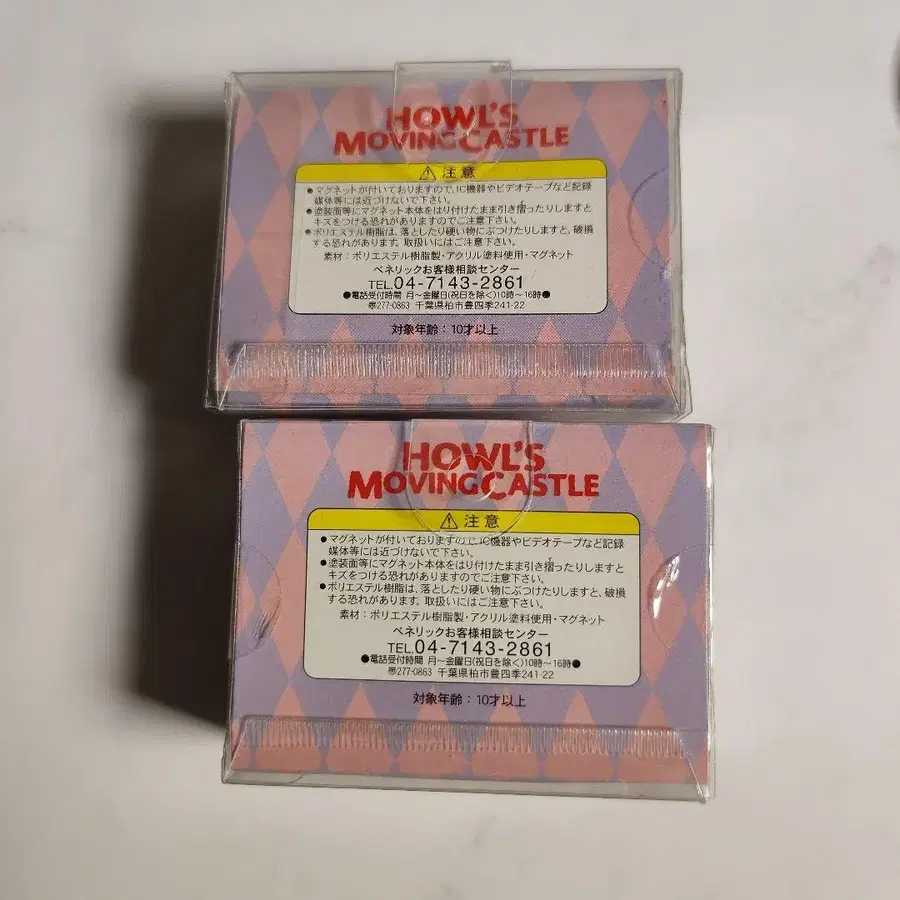 HOWL'S
MOVING CASTLE
⚠ 注意
●マグネットが付いておりますので、IC機器やビデオテープなど記録
媒体等には近づけないで下さい。
●塗装面等にマグネット本体をはり付けたまま引き摺ったりしますと
キズをつける恐れがありますのでご注意下さい。
●ポリエステル樹脂は、落としたり硬い物にぶつけたりしますと、破損
する恐れがあります。取扱いにはご注意下さい。
素材：ポリエステル樹脂製・アクリル塗料使用・マグネット
ベネリックお客様相談センター
TEL.04-7143-2861
●電話受付時間 月～金曜日(祝日を除く)10時～16時●
〠277-0863 千葉県柏市豊四季241-22
対象年齢：10才以上
HOWL'S
MOVING CASTLE
⚠ 注意
●マグネットが付いておりますので、IC機器やビデオテープなど記録
媒体等には近づけないで下さい。
●塗装面等にマグネット本体をはり付けたまま引き摺ったりしますと
キズをつける恐れがありますのでご注意下さい。
●ポリエステル樹脂は、落としたり硬い物にぶつけたりしますと、破損
する恐れがあります。取扱いにはご注意下さい。
素材：ポリエステル樹脂製・アクリル塗料使用・マグネット
ベネリックお客様相談センター
TEL.04-7143-2861
●電話受付時間 月～金曜日(祝日を除く)10時～16時●
〠277-0863 千葉県柏市豊四季241-22
対象年齢：10才以上